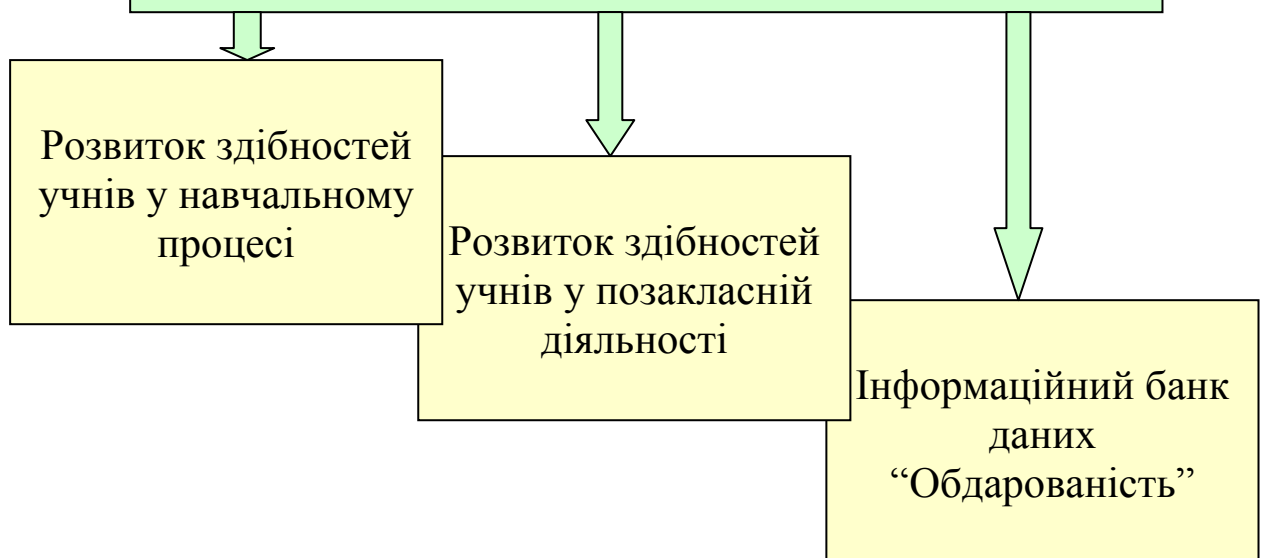 Розвиток здібностей
учнів у навчальному
процесі
Розвиток здібностей
учнів у позакласній
діяльності
Інформаційний банк
даних
“Обдарованість”